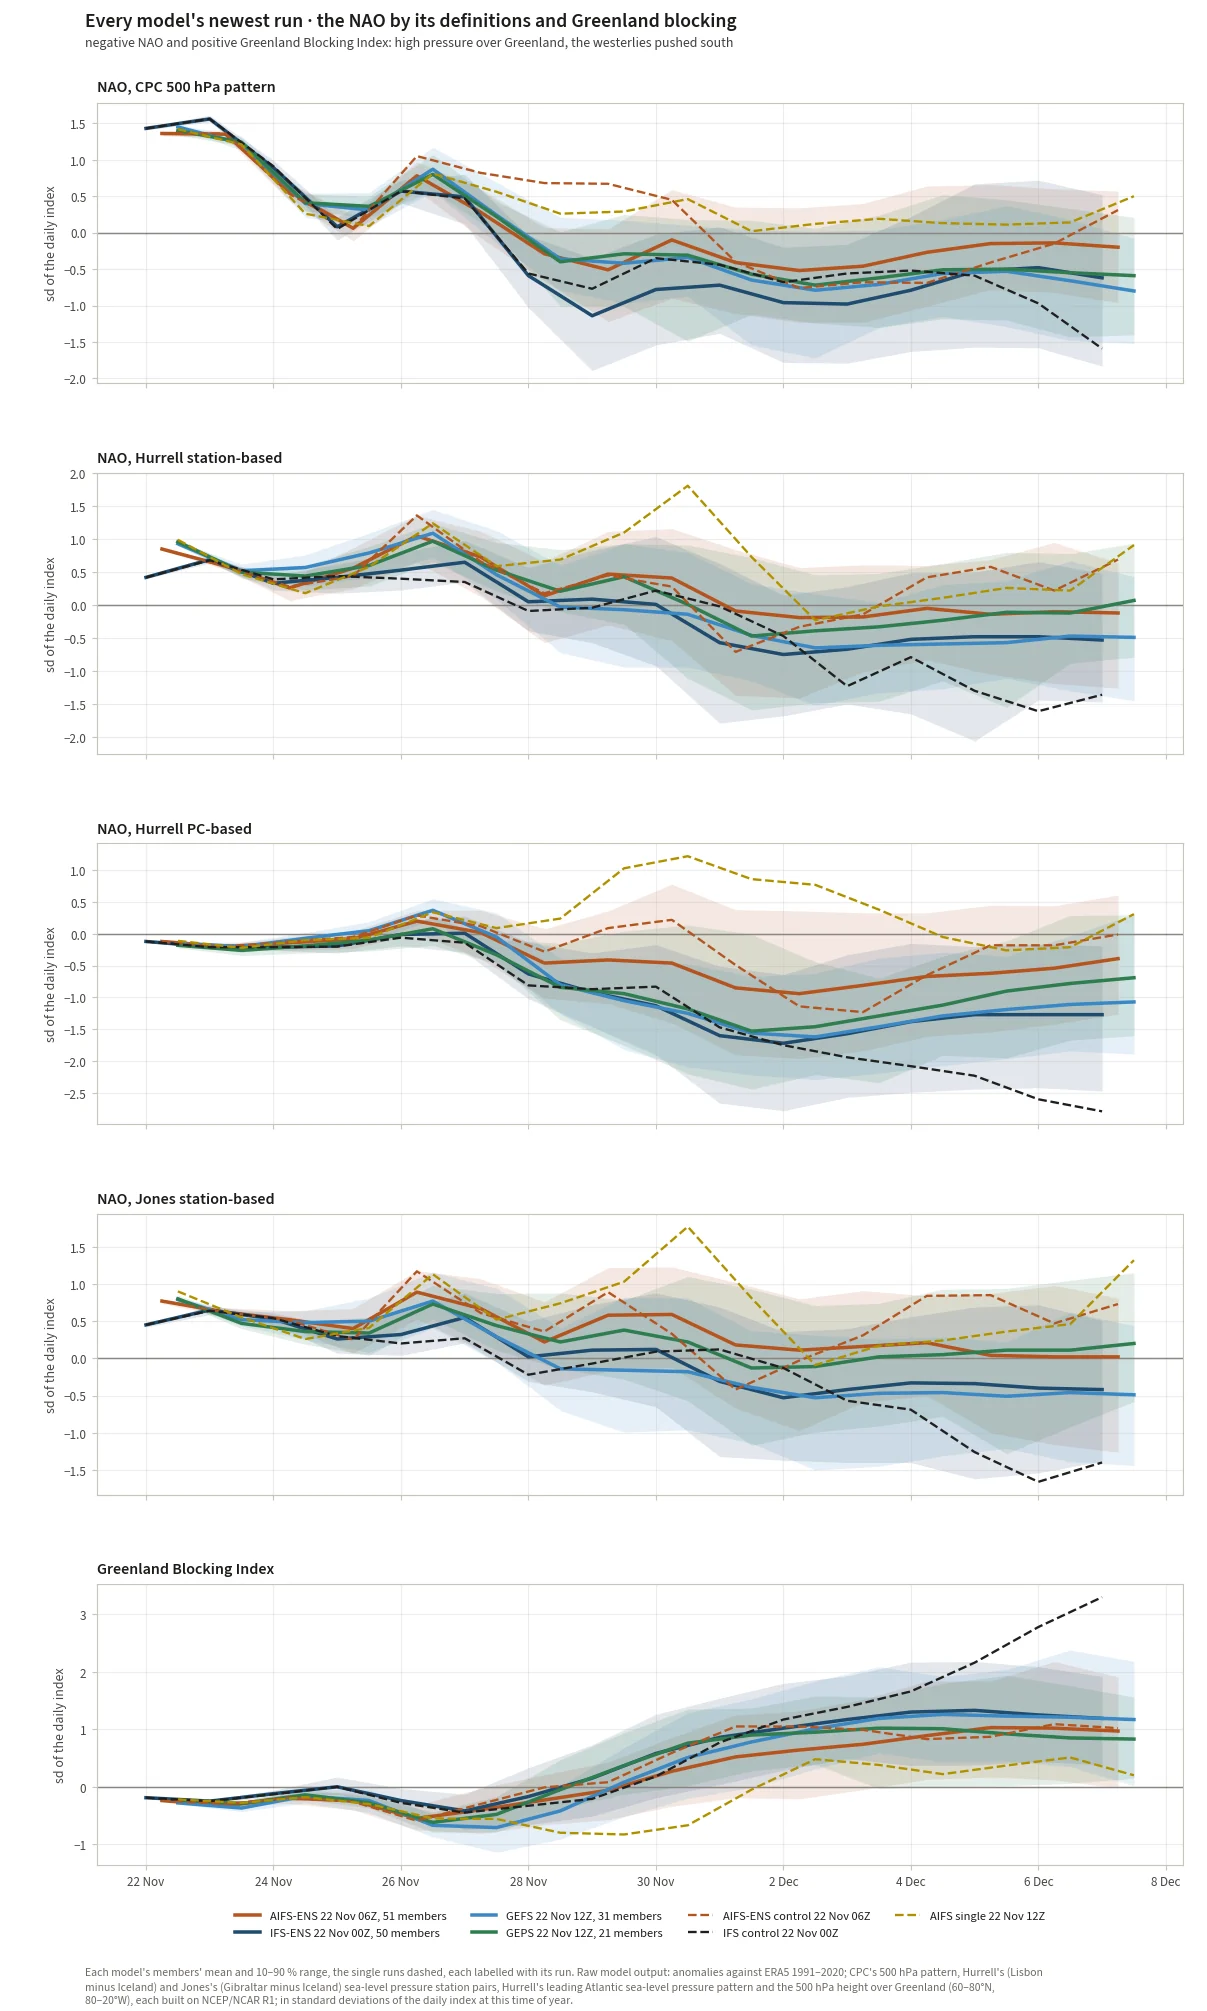 Every model's newest run · the NAO by its definitions and Greenland blocking
negative NAO and positive Greenland Blocking Index: high pressure over Greenland, the westerlies pushed south
NAO, CPC 500 hPa pattern
sd of the daily index
1.5
1.0
0.5
0.0
−0.5
−1.0
−1.5
−2.0
NAO, Hurrell station-based
sd of the daily index
2.0
1.5
1.0
0.5
0.0
−0.5
−1.0
−1.5
−2.0
NAO, Hurrell PC-based
sd of the daily index
1.0
0.5
0.0
−0.5
−1.0
−1.5
−2.0
−2.5
NAO, Jones station-based
sd of the daily index
1.5
1.0
0.5
0.0
−0.5
−1.0
−1.5
Greenland Blocking Index
sd of the daily index
3
2
1
0
−1
22 Nov 24 Nov 26 Nov 28 Nov 30 Nov 2 Dec 4 Dec 6 Dec 8 Dec
AIFS-ENS 22 Nov 06Z, 51 members GEFS 22 Nov 12Z, 31 members AIFS-ENS control 22 Nov 06Z AIFS single 22 Nov 12Z
IFS-ENS 22 Nov 00Z, 50 members GEPS 22 Nov 12Z, 21 members IFS control 22 Nov 00Z
Each model's members' mean and 10–90 % range, the single runs dashed, each labelled with its run. Raw model output: anomalies against ERA5 1991–2020; CPC's 500 hPa pattern, Hurrell's (Lisbon
minus Iceland) and Jones's (Gibraltar minus Iceland) sea-level pressure station pairs, Hurrell's leading Atlantic sea-level pressure pattern and the 500 hPa height over Greenland (60–80°N,
80–20°W), each built on NCEP/NCAR R1; in standard deviations of the daily index at this time of year.